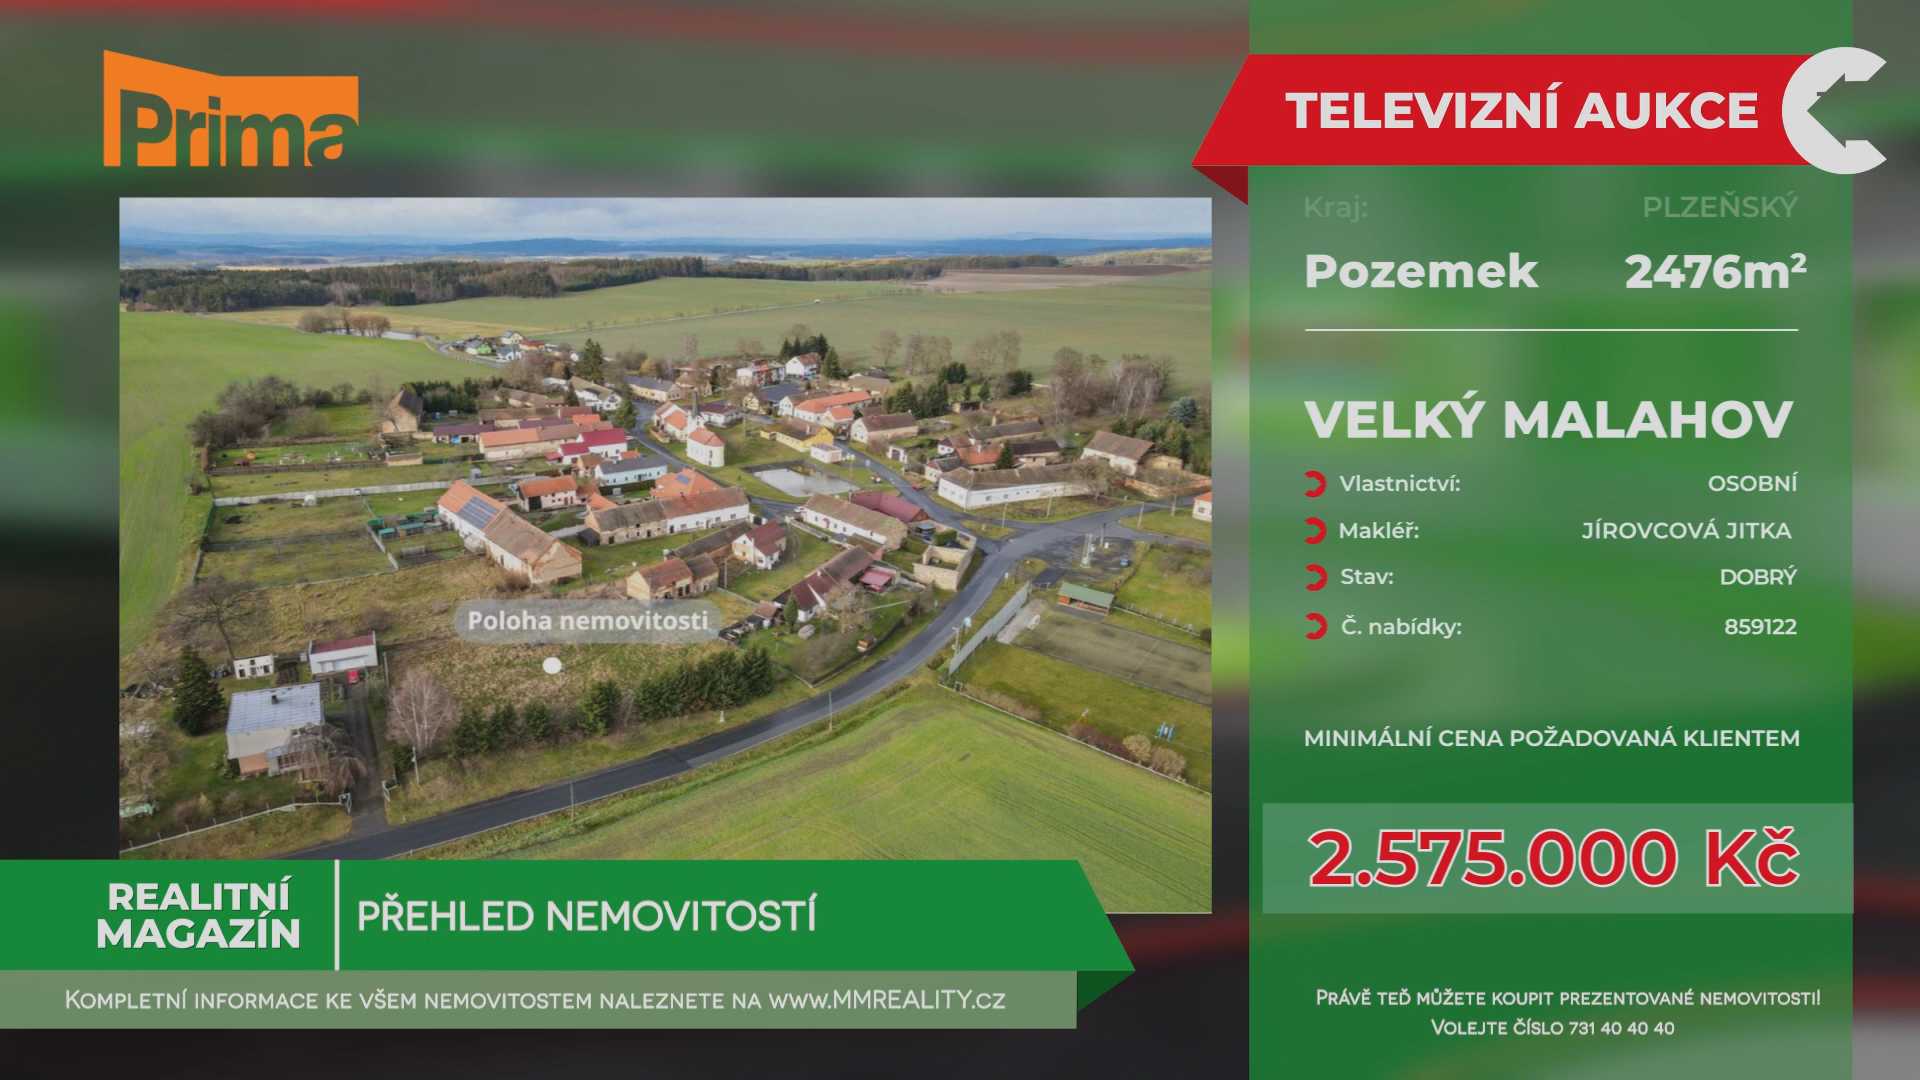 Prima
TELEVIZNÍ AUKCE
Kraj: PLZEŇSKÝ
Pozemek 2476m²
VELKÝ MALAHOV
Vlastnictví: OSOBNÍ
Makléř: JÍROVCOVÁ JITKA
Stav: DOBRÝ
Č. nabídky: 859122
MINIMÁLNÍ CENA POŽADOVANÁ KLIENTEM
2.575.000 Kč
PRÁVĚ TEĎ MŮŽETE KOUPIT PREZENTOVANÉ NEMOVITOSTI!
VOLEJTE ČÍSLO 731 40 40 40
Poloha nemovitosti
REALITNÍ
MAGAZÍN
PŘEHLED NEMOVITOSTÍ
KOMPLETNÍ INFORMACE KE VŠEM NEMOVITOSTEM NALEZNETE NA WWW.MMREALITY.CZ